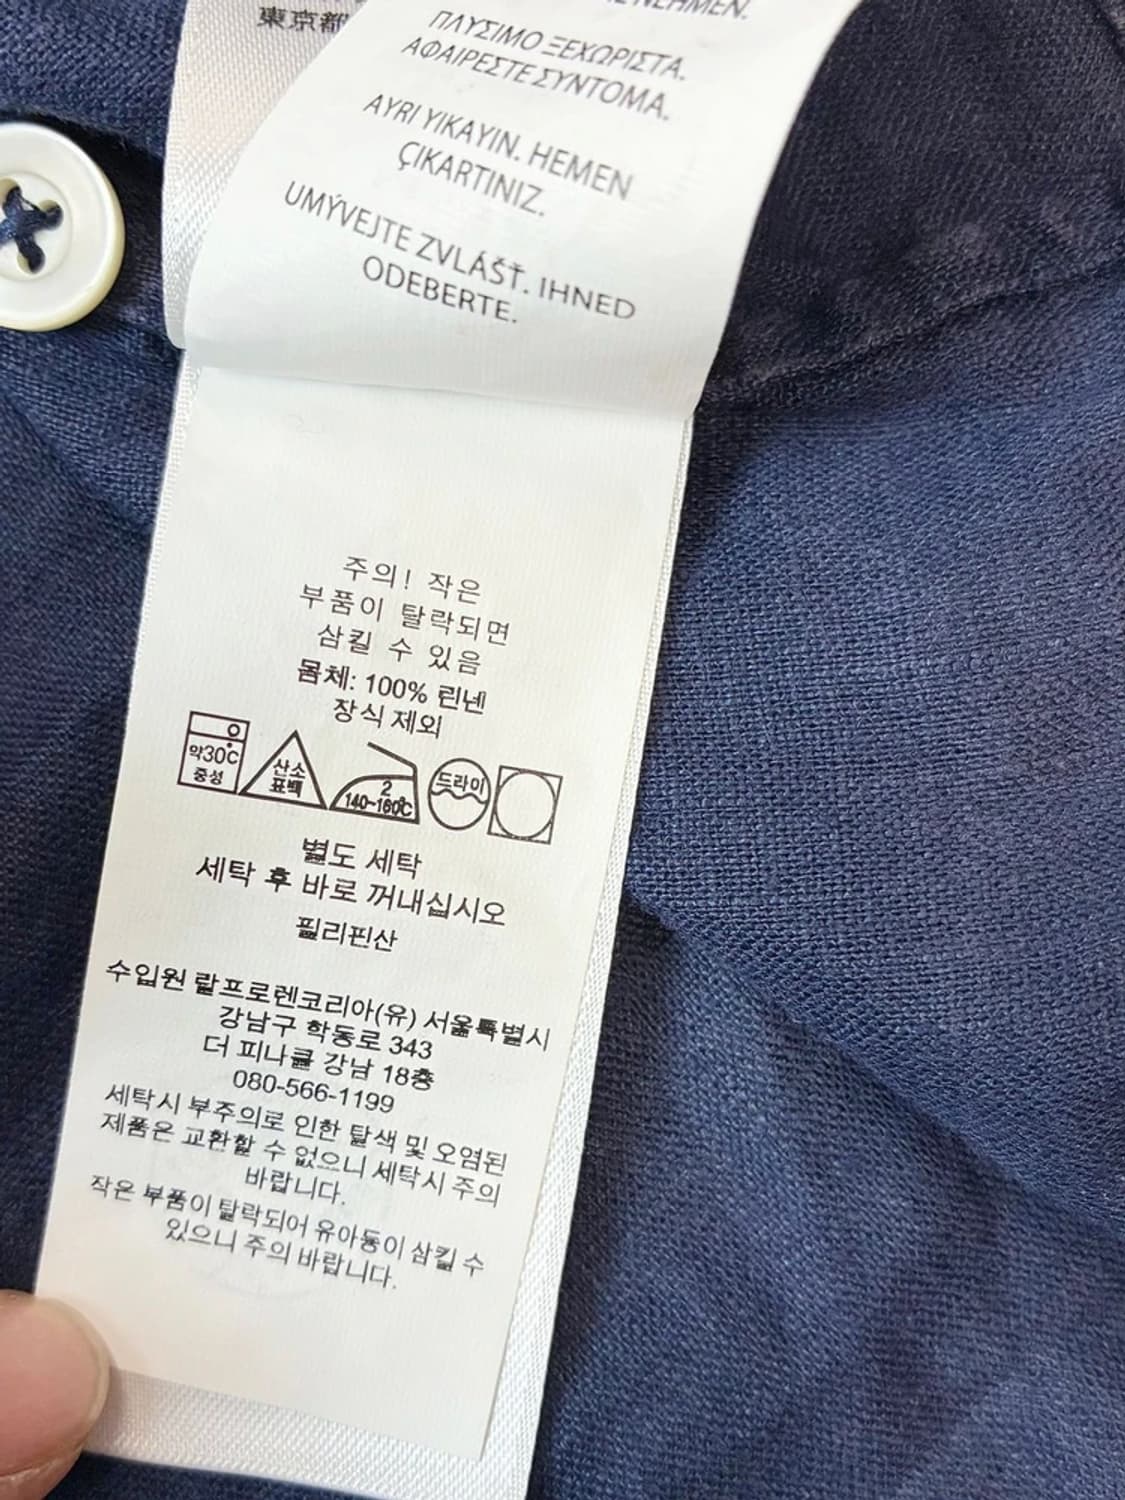 東京都
NEHMEN.
ΠΛΥΣΙΜΟ ΞΕΧΩΡΙΣΤΑ.
ΑΦΑΙΡΕΣΤΕ ΣΥΝΤΟΜΑ.
AYRI YIKAYIN. HEMEN
ÇIKARTINIZ.
UMÝVEJTE ZVLÁŠŤ. IHNED
ODEBERTE.
주의! 작은
부품이 탈락되면
삼킬 수 있음
몸체: 100% 린넨
장식 제외
약30℃
중성
산소
표백
2
140~160℃
드라이
별도 세탁
세탁 후 바로 꺼내십시오
필리핀산
수입원 랄프로렌코리아(유) 서울특별시
강남구 학동로 343
더 피나클 강남 18층
080-566-1199
세탁시 부주의로 인한 탈색 및 오염된
제품은 교환할 수 없으니 세탁시 주의
바랍니다.
작은 부품이 탈락되어 유아동이 삼킬 수
있으니 주의 바랍니다.